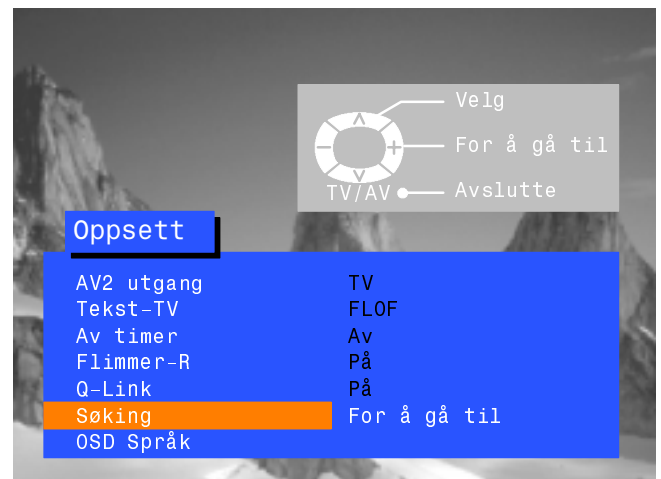 Velg
For å gå til
TV/AV Avslutte
Oppsett
AV2 utgang TV
Tekst-TV FLOF
Av timer Av
Flimmer-R På
Q-Link På
Søking For å gå til
OSD Språk